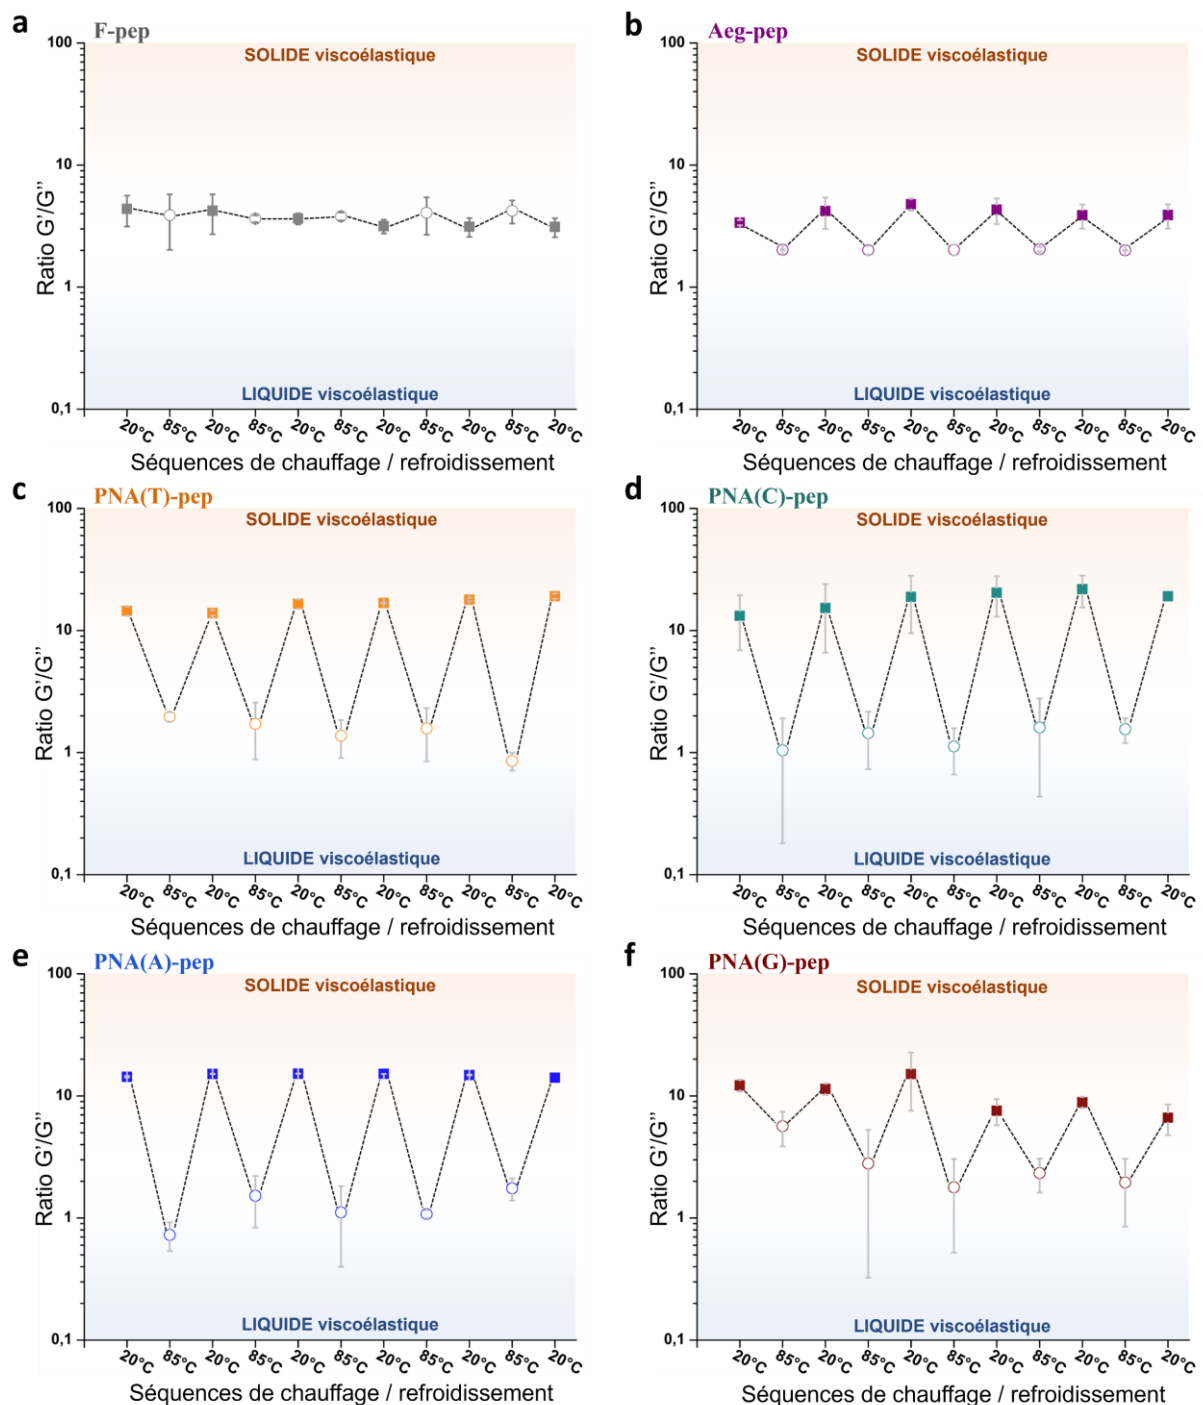 a
F-pep
100
SOLIDE viscoélastique
10
Ratio G'/G''
1
LIQUIDE viscoélastique
0,1
20°C 85°C 20°C 85°C 20°C 85°C 20°C 85°C 20°C 85°C 20°C
Séquences de chauffage / refroidissement
b
Aeg-pep
100
SOLIDE viscoélastique
10
Ratio G'/G''
1
LIQUIDE viscoélastique
0,1
20°C 85°C 20°C 85°C 20°C 85°C 20°C 85°C 20°C 85°C 20°C
Séquences de chauffage / refroidissement
c
PNA(T)-pep
100
SOLIDE viscoélastique
10
Ratio G'/G''
1
LIQUIDE viscoélastique
0,1
20°C 85°C 20°C 85°C 20°C 85°C 20°C 85°C 20°C 85°C 20°C
Séquences de chauffage / refroidissement
d
PNA(C)-pep
100
SOLIDE viscoélastique
10
Ratio G'/G''
1
LIQUIDE viscoélastique
0,1
20°C 85°C 20°C 85°C 20°C 85°C 20°C 85°C 20°C 85°C 20°C
Séquences de chauffage / refroidissement
e
PNA(A)-pep
100
SOLIDE viscoélastique
10
Ratio G'/G''
1
LIQUIDE viscoélastique
0,1
20°C 85°C 20°C 85°C 20°C 85°C 20°C 85°C 20°C 85°C 20°C
Séquences de chauffage / refroidissement
f
PNA(G)-pep
100
SOLIDE viscoélastique
10
Ratio G'/G''
1
LIQUIDE viscoélastique
0,1
20°C 85°C 20°C 85°C 20°C 85°C 20°C 85°C 20°C 85°C 20°C
Séquences de chauffage / refroidissement